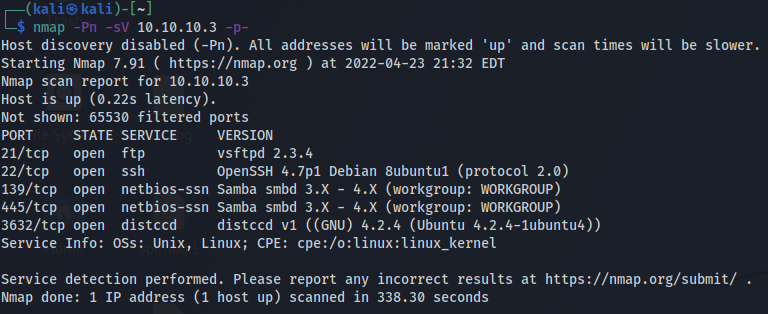 ┌──(kali㉿kali)-[~]
└─$ nmap -Pn -sV 10.10.10.3 -p-
Host discovery disabled (-Pn). All addresses will be marked 'up' and scan times will be slower.
Starting Nmap 7.91 ( https://nmap.org ) at 2022-04-23 21:32 EDT
Nmap scan report for 10.10.10.3
Host is up (0.22s latency).
Not shown: 65530 filtered ports
PORT     STATE SERVICE     VERSION
21/tcp   open  ftp         vsftpd 2.3.4
22/tcp   open  ssh         OpenSSH 4.7p1 Debian 8ubuntu1 (protocol 2.0)
139/tcp  open  netbios-ssn Samba smbd 3.X - 4.X (workgroup: WORKGROUP)
445/tcp  open  netbios-ssn Samba smbd 3.X - 4.X (workgroup: WORKGROUP)
3632/tcp open  distccd     distccd v1 ((GNU) 4.2.4 (Ubuntu 4.2.4-1ubuntu4))
Service Info: OSs: Unix, Linux; CPE: cpe:/o:linux:linux_kernel

Service detection performed. Please report any incorrect results at https://nmap.org/submit/ .
Nmap done: 1 IP address (1 host up) scanned in 338.30 seconds